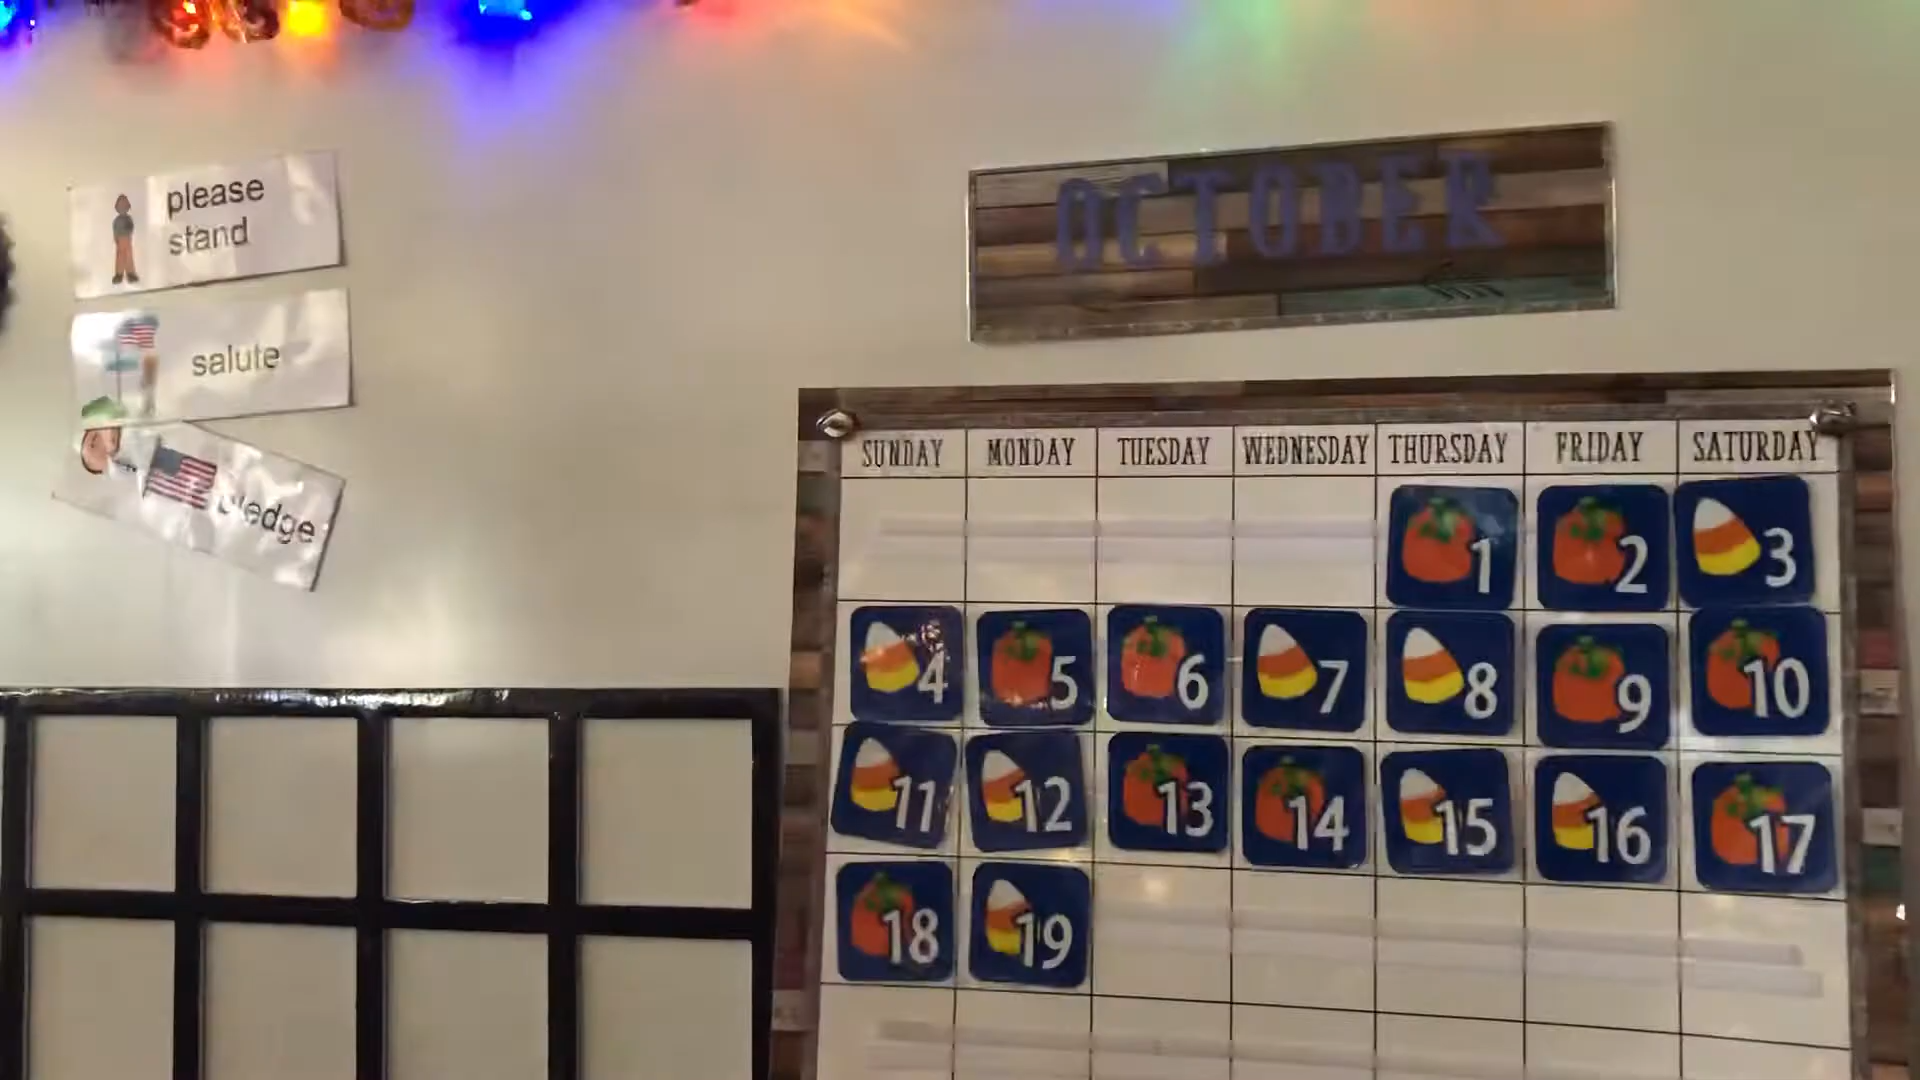 please
stand
salute
pledge
OCTOBER
SUNDAY MONDAY TUESDAY WEDNESDAY THURSDAY FRIDAY SATURDAY
1 2 3
4 5 6 7 8 9 10
11 12 13 14 15 16 17
18 19